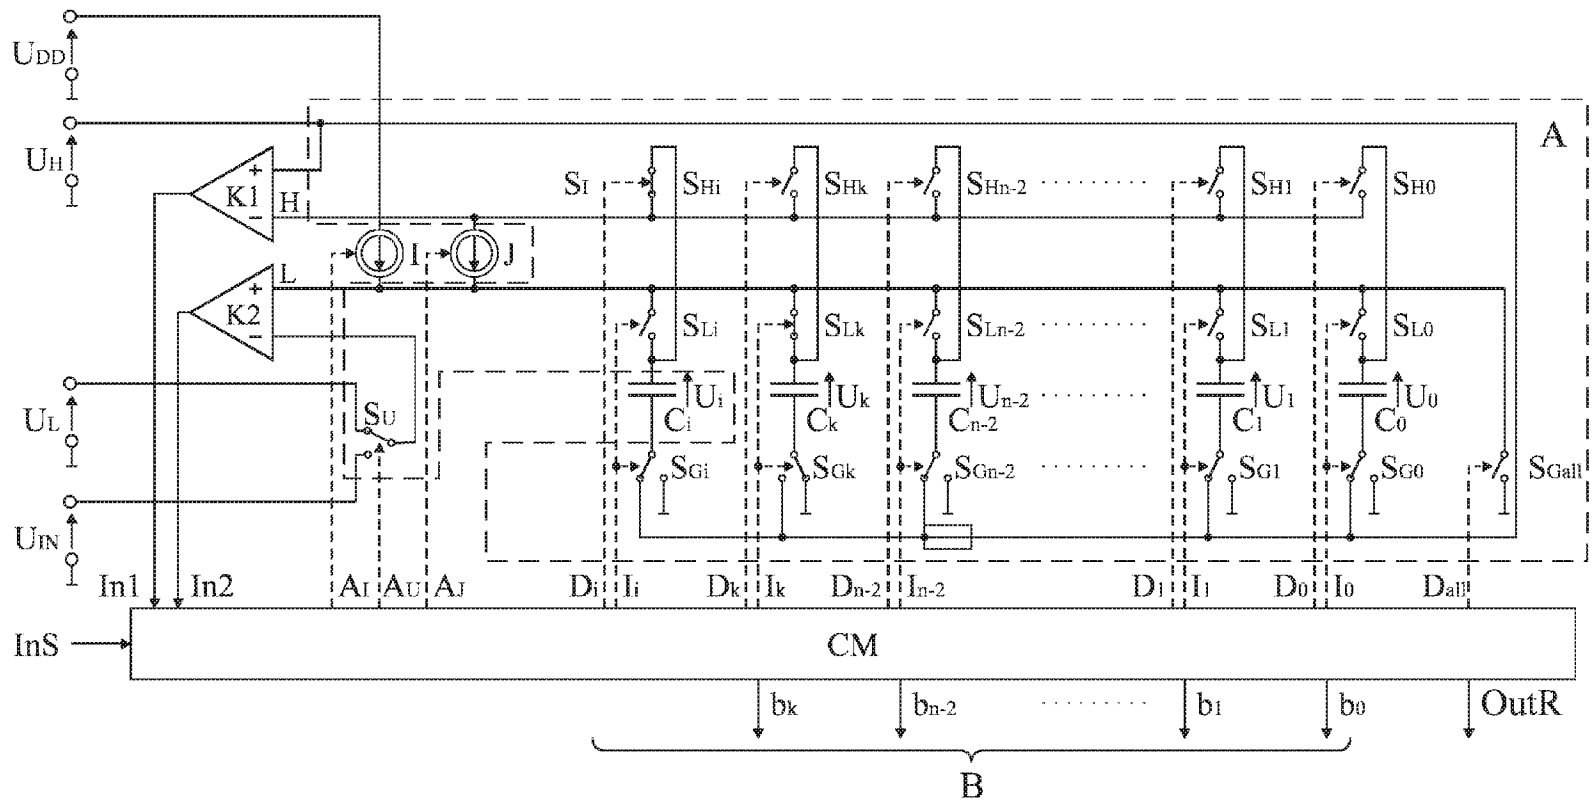 UDD
A
UH
K1
H
SI
SHi
SHk
SHn-2
SH1
SH0
I
J
L
K2
SLi
SLk
SLn-2
SL1
SL0
UL
SU
Ui
Uk
Un-2
U1
U0
Ci
Ck
Cn-2
C1
C0
SGi
SGk
SGn-2
SG1
SG0
SGall
UIN
In1
In2
AI
AU
AJ
Di
Ii
Dk
Ik
Dn-2
In-2
D1
I1
D0
I0
Dall
InS
CM
bk
bn-2
b1
b0
OutR
B